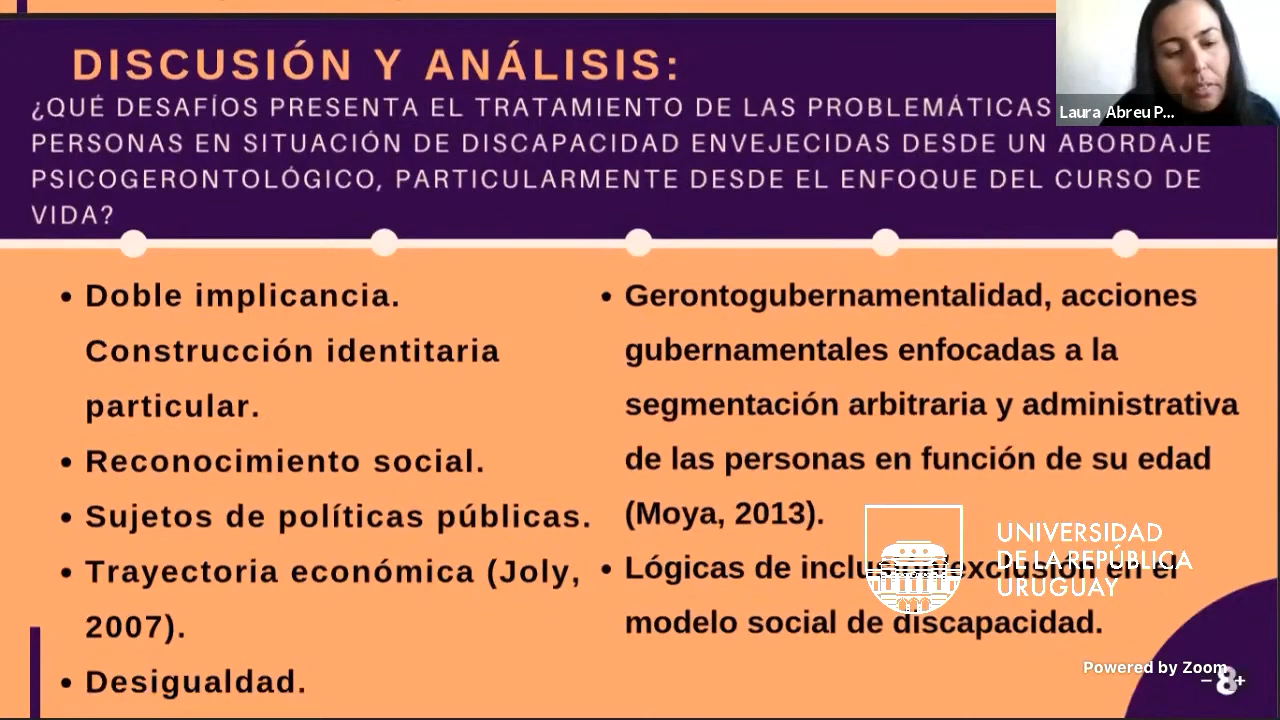 DISCUSIÓN Y ANÁLISIS:
¿QUÉ DESAFÍOS PRESENTA EL TRATAMIENTO DE LAS PROBLEMÁTICAS
PERSONAS EN SITUACIÓN DE DISCAPACIDAD ENVEJECIDAS DESDE UN ABORDAJE
PSICOGERONTOLÓGICO, PARTICULARMENTE DESDE EL ENFOQUE DEL CURSO DE
VIDA?
Laura Abreu P...
• Doble implicancia.
Construcción identitaria
particular.
• Reconocimiento social.
• Sujetos de políticas públicas.
• Trayectoria económica (Joly,
2007).
• Desigualdad.
• Gerontogubernamentalidad, acciones
gubernamentales enfocadas a la
segmentación arbitraria y administrativa
de las personas en función de su edad
(Moya, 2013).
• Lógicas de en el
modelo social de discapacidad.
UNIVERSIDAD
DE LA REPÚBLICA
URUGUAY
Powered by Zoom
8